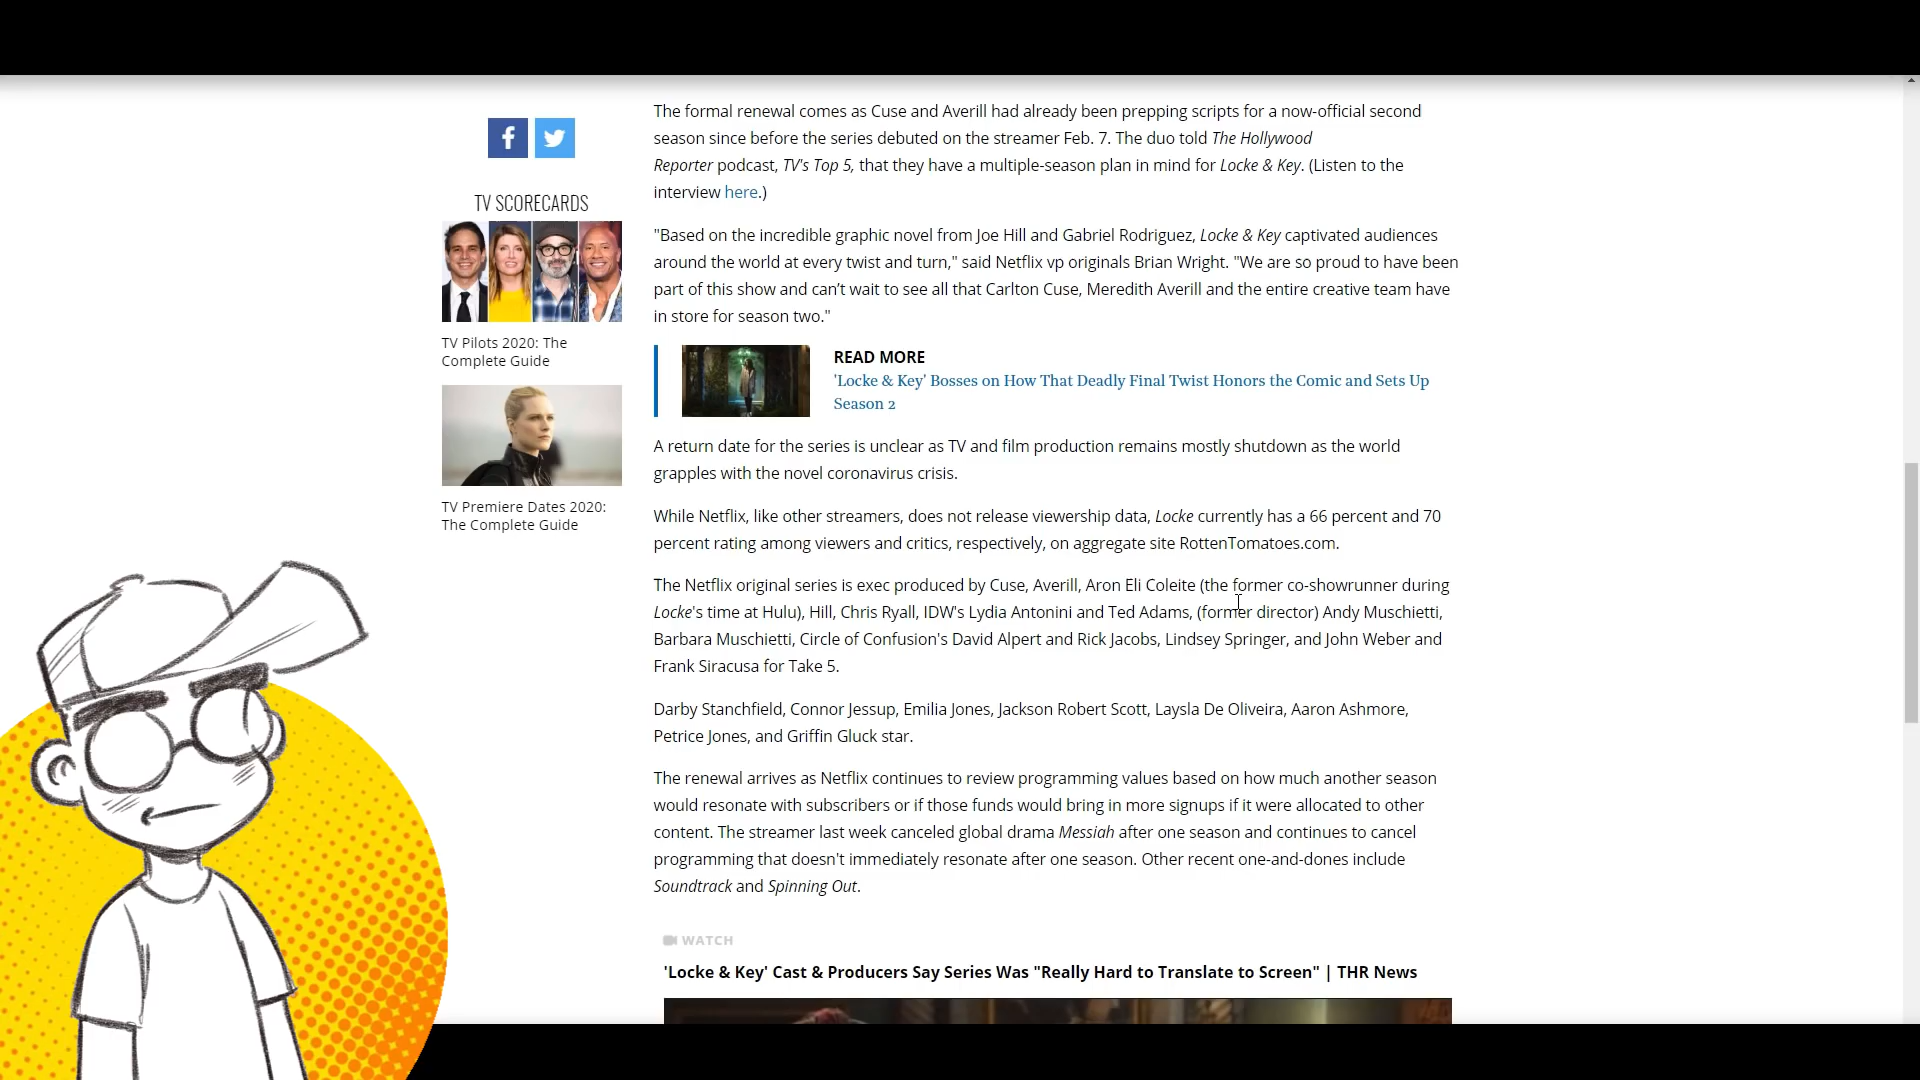 The formal renewal comes as Cuse and Averill had already been prepping scripts for a now-official second
season since before the series debuted on the streamer Feb. 7. The duo told The Hollywood
Reporter podcast, TV's Top 5, that they have a multiple-season plan in mind for Locke & Key. (Listen to the
interview here.)
TV SCORECARDS
TV Pilots 2020: The
Complete Guide
TV Premiere Dates 2020:
The Complete Guide
"Based on the incredible graphic novel from Joe Hill and Gabriel Rodriguez, Locke & Key captivated audiences
around the world at every twist and turn," said Netflix vp originals Brian Wright. "We are so proud to have been
part of this show and can’t wait to see all that Carlton Cuse, Meredith Averill and the entire creative team have
in store for season two."
READ MORE
'Locke & Key' Bosses on How That Deadly Final Twist Honors the Comic and Sets Up
Season 2
A return date for the series is unclear as TV and film production remains mostly shutdown as the world
grapples with the novel coronavirus crisis.
While Netflix, like other streamers, does not release viewership data, Locke currently has a 66 percent and 70
percent rating among viewers and critics, respectively, on aggregate site RottenTomatoes.com.
The Netflix original series is exec produced by Cuse, Averill, Aron Eli Coleite (the former co-showrunner during
Locke's time at Hulu), Hill, Chris Ryall, IDW's Lydia Antonini and Ted Adams, (former director) Andy Muschietti,
Barbara Muschietti, Circle of Confusion's David Alpert and Rick Jacobs, Lindsey Springer, and John Weber and
Frank Siracusa for Take 5.
Darby Stanchfield, Connor Jessup, Emilia Jones, Jackson Robert Scott, Laysla De Oliveira, Aaron Ashmore,
Petrice Jones, and Griffin Gluck star.
The renewal arrives as Netflix continues to review programming values based on how much another season
would resonate with subscribers or if those funds would bring in more signups if it were allocated to other
content. The streamer last week canceled global drama Messiah after one season and continues to cancel
programming that doesn't immediately resonate after one season. Other recent one-and-dones include
Soundtrack and Spinning Out.
WATCH
'Locke & Key' Cast & Producers Say Series Was "Really Hard to Translate to Screen" | THR News